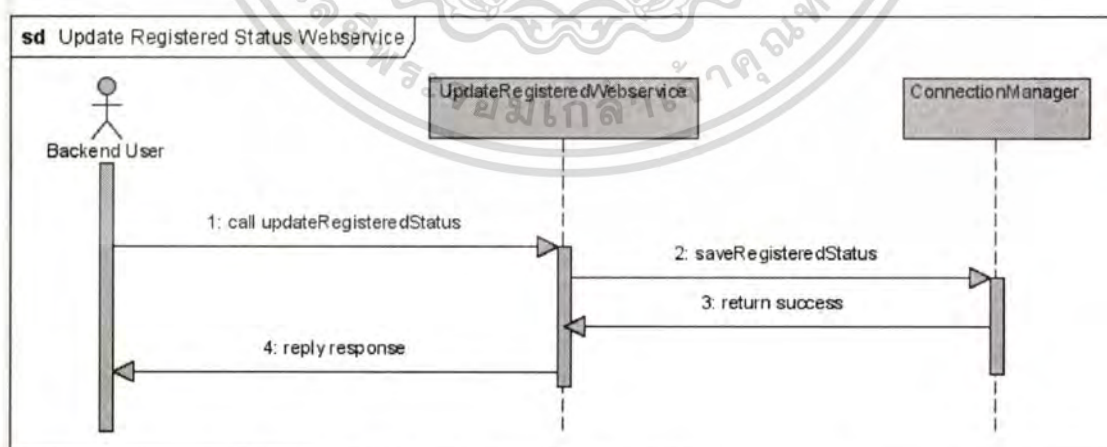 sd Update Registered Status Webservice
UpdateRegisteredWebservice
ConnectionManager
Backend User
1: call updateRegisteredStatus
2: saveRegisteredStatus
3: return success
4: reply response